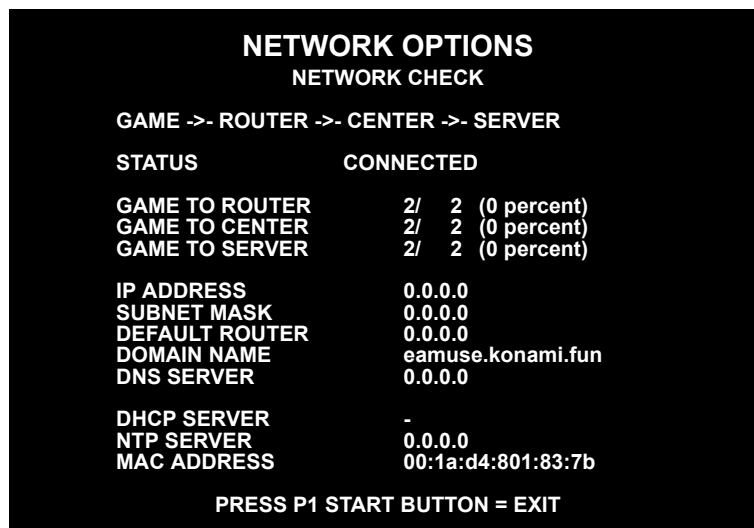 NETWORK OPTIONS
NETWORK CHECK
GAME ->- ROUTER ->- CENTER ->- SERVER
STATUS CONNECTED
GAME TO ROUTER 2/ 2 (0 percent)
GAME TO CENTER 2/ 2 (0 percent)
GAME TO SERVER 2/ 2 (0 percent)
IP ADDRESS 0.0.0.0
SUBNET MASK 0.0.0.0
DEFAULT ROUTER 0.0.0.0
DOMAIN NAME eamuse.konami.fun
DNS SERVER 0.0.0.0
DHCP SERVER -
NTP SERVER 0.0.0.0
MAC ADDRESS 00:1a:d4:801:83:7b
PRESS P1 START BUTTON = EXIT